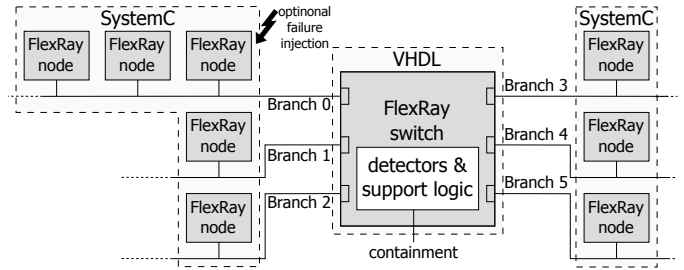 SystemC
optinonal
failure
injection
SystemC
FlexRay
node
FlexRay
node
FlexRay
node
VHDL
FlexRay
node
Branch 0
Branch 3
FlexRay
switch
FlexRay
node
Branch 1
Branch 4
FlexRay
node
detectors &
support logic
FlexRay
node
Branch 2
Branch 5
FlexRay
node
containment